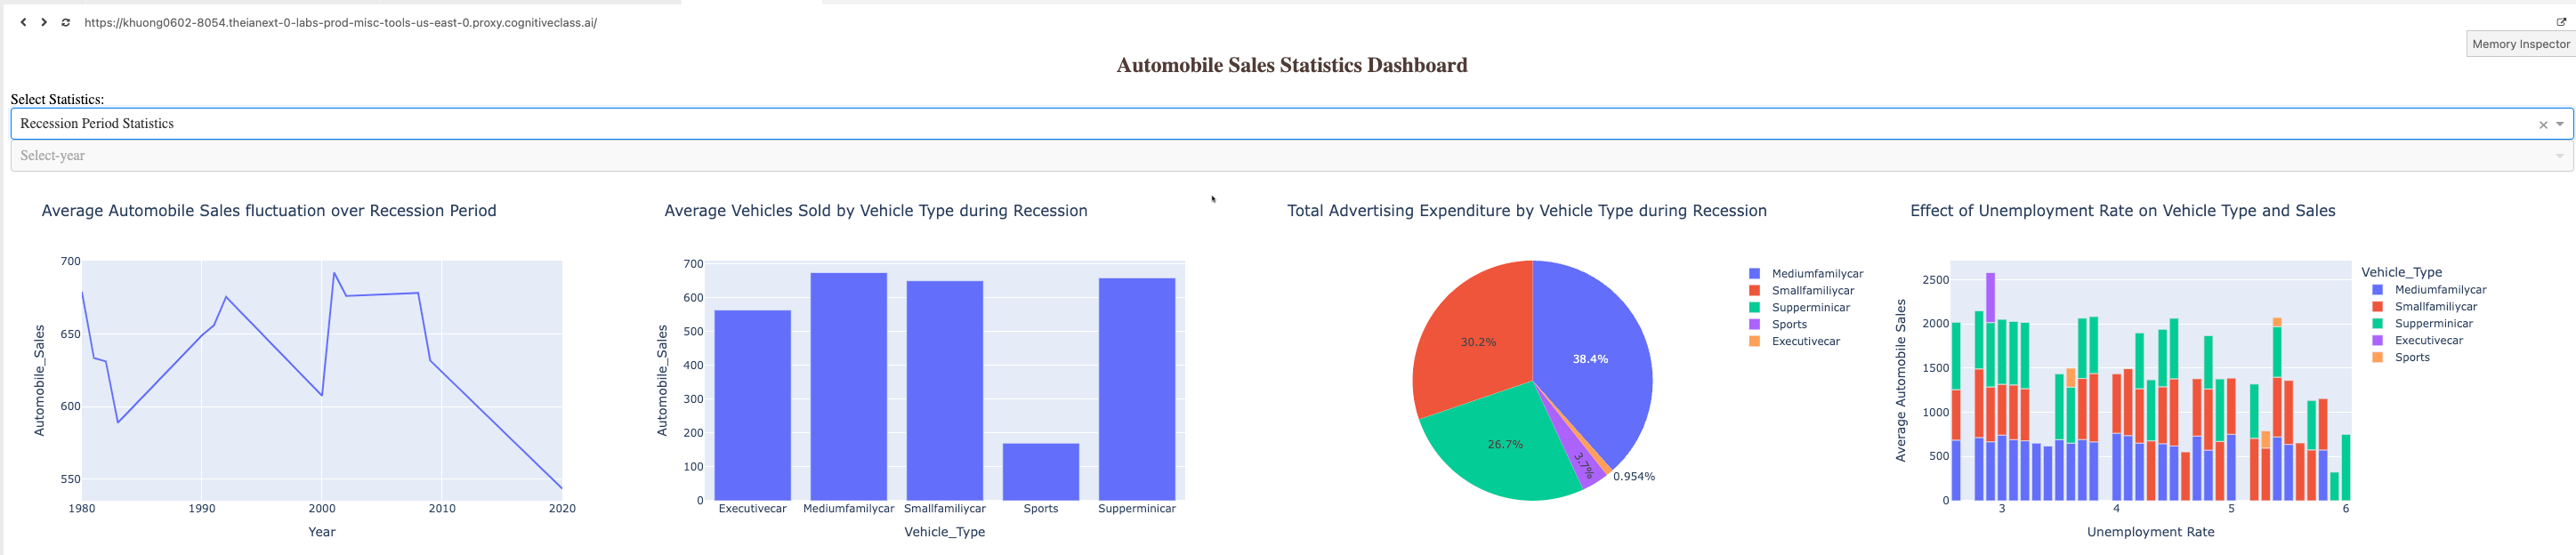 https://khuong0602-8054.theianext-0-labs-prod-misc-tools-us-east-0.proxy.cognitiveclass.ai/
Memory Inspector
Automobile Sales Statistics Dashboard
Select Statistics:
Recession Period Statistics
Select-year
Average Automobile Sales fluctuation over Recession Period
700
650
600
550
Automobile_Sales
1980 1990 2000 2010 2020
Year
Average Vehicles Sold by Vehicle Type during Recession
700
600
500
400
300
200
100
0
Automobile_Sales
Executivecar Mediumfamilycar Smallfamiliycar Sports Supperminicar
Vehicle_Type
Total Advertising Expenditure by Vehicle Type during Recession
30.2%
38.4%
26.7%
3.7%
0.954%
Mediumfamilycar
Smallfamiliycar
Supperminicar
Sports
Executivecar
Effect of Unemployment Rate on Vehicle Type and Sales
2500
2000
1500
1000
500
0
Average Automobile Sales
3 4 5 6
Unemployment Rate
Vehicle_Type
Mediumfamilycar
Smallfamiliycar
Supperminicar
Executivecar
Sports